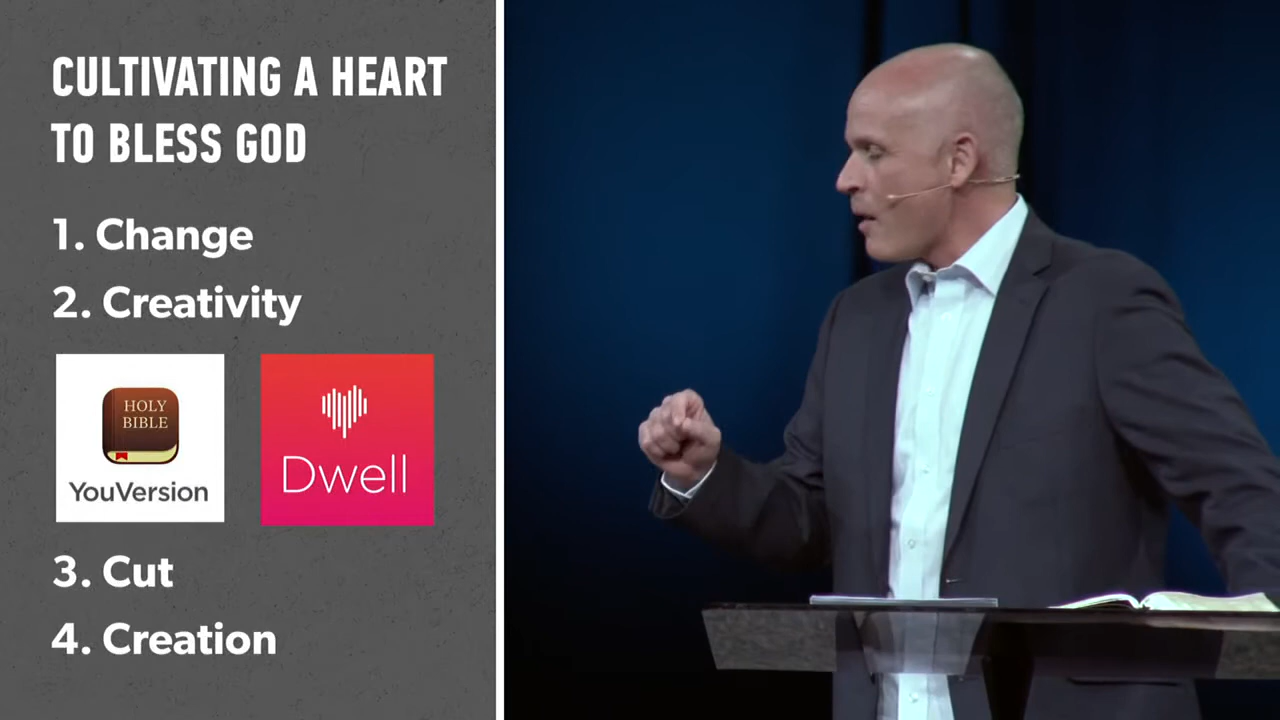 CULTIVATING A HEART
TO BLESS GOD
1. Change
2. Creativity
HOLY
BIBLE
YouVersion
Dwell
3. Cut
4. Creation